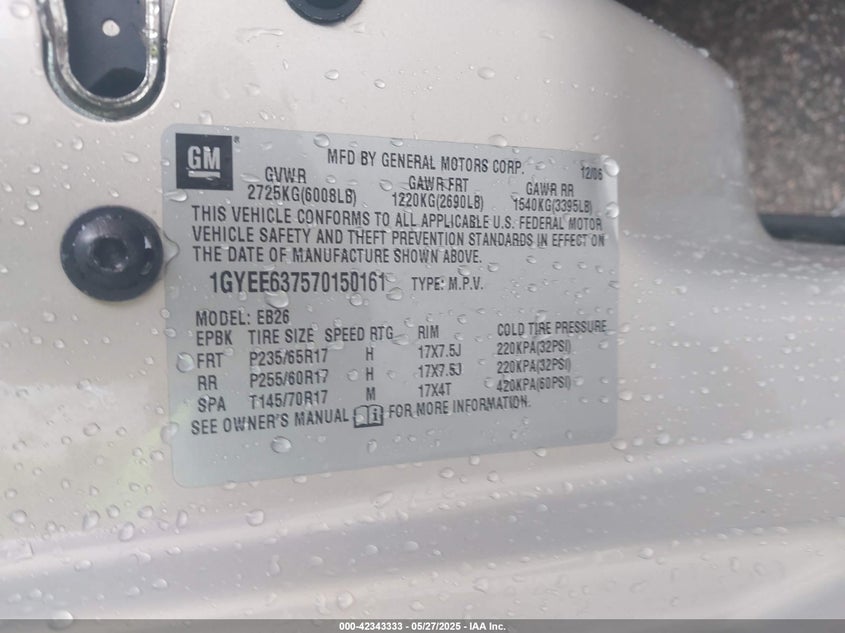 GM ®
MFD BY GENERAL MOTORS CORP. 12/06
GVWR GAWR FRT GAWR RR
2725KG(6008LB) 1220KG(2690LB) 1540KG(3395LB)
THIS VEHICLE CONFORMS TO ALL APPLICABLE U.S. FEDERAL MOTOR
VEHICLE SAFETY AND THEFT PREVENTION STANDARDS IN EFFECT ON
THE DATE OF MANUFACTURE SHOWN ABOVE.
1GYEE637570150161 TYPE: M.P.V.
MODEL: EB26
EPBK TIRE SIZE SPEED RTG RIM COLD TIRE PRESSURE
FRT P235/65R17 H 17X7.5J 220KPA(32PSI)
RR P255/60R17 H 17X7.5J 220KPA(32PSI)
SPA T145/70R17 M 17X4T 420KPA(60PSI)
SEE OWNER'S MANUAL FOR MORE INFORMATION.
000-42343333 / 05/27/2025 - IAA Inc.